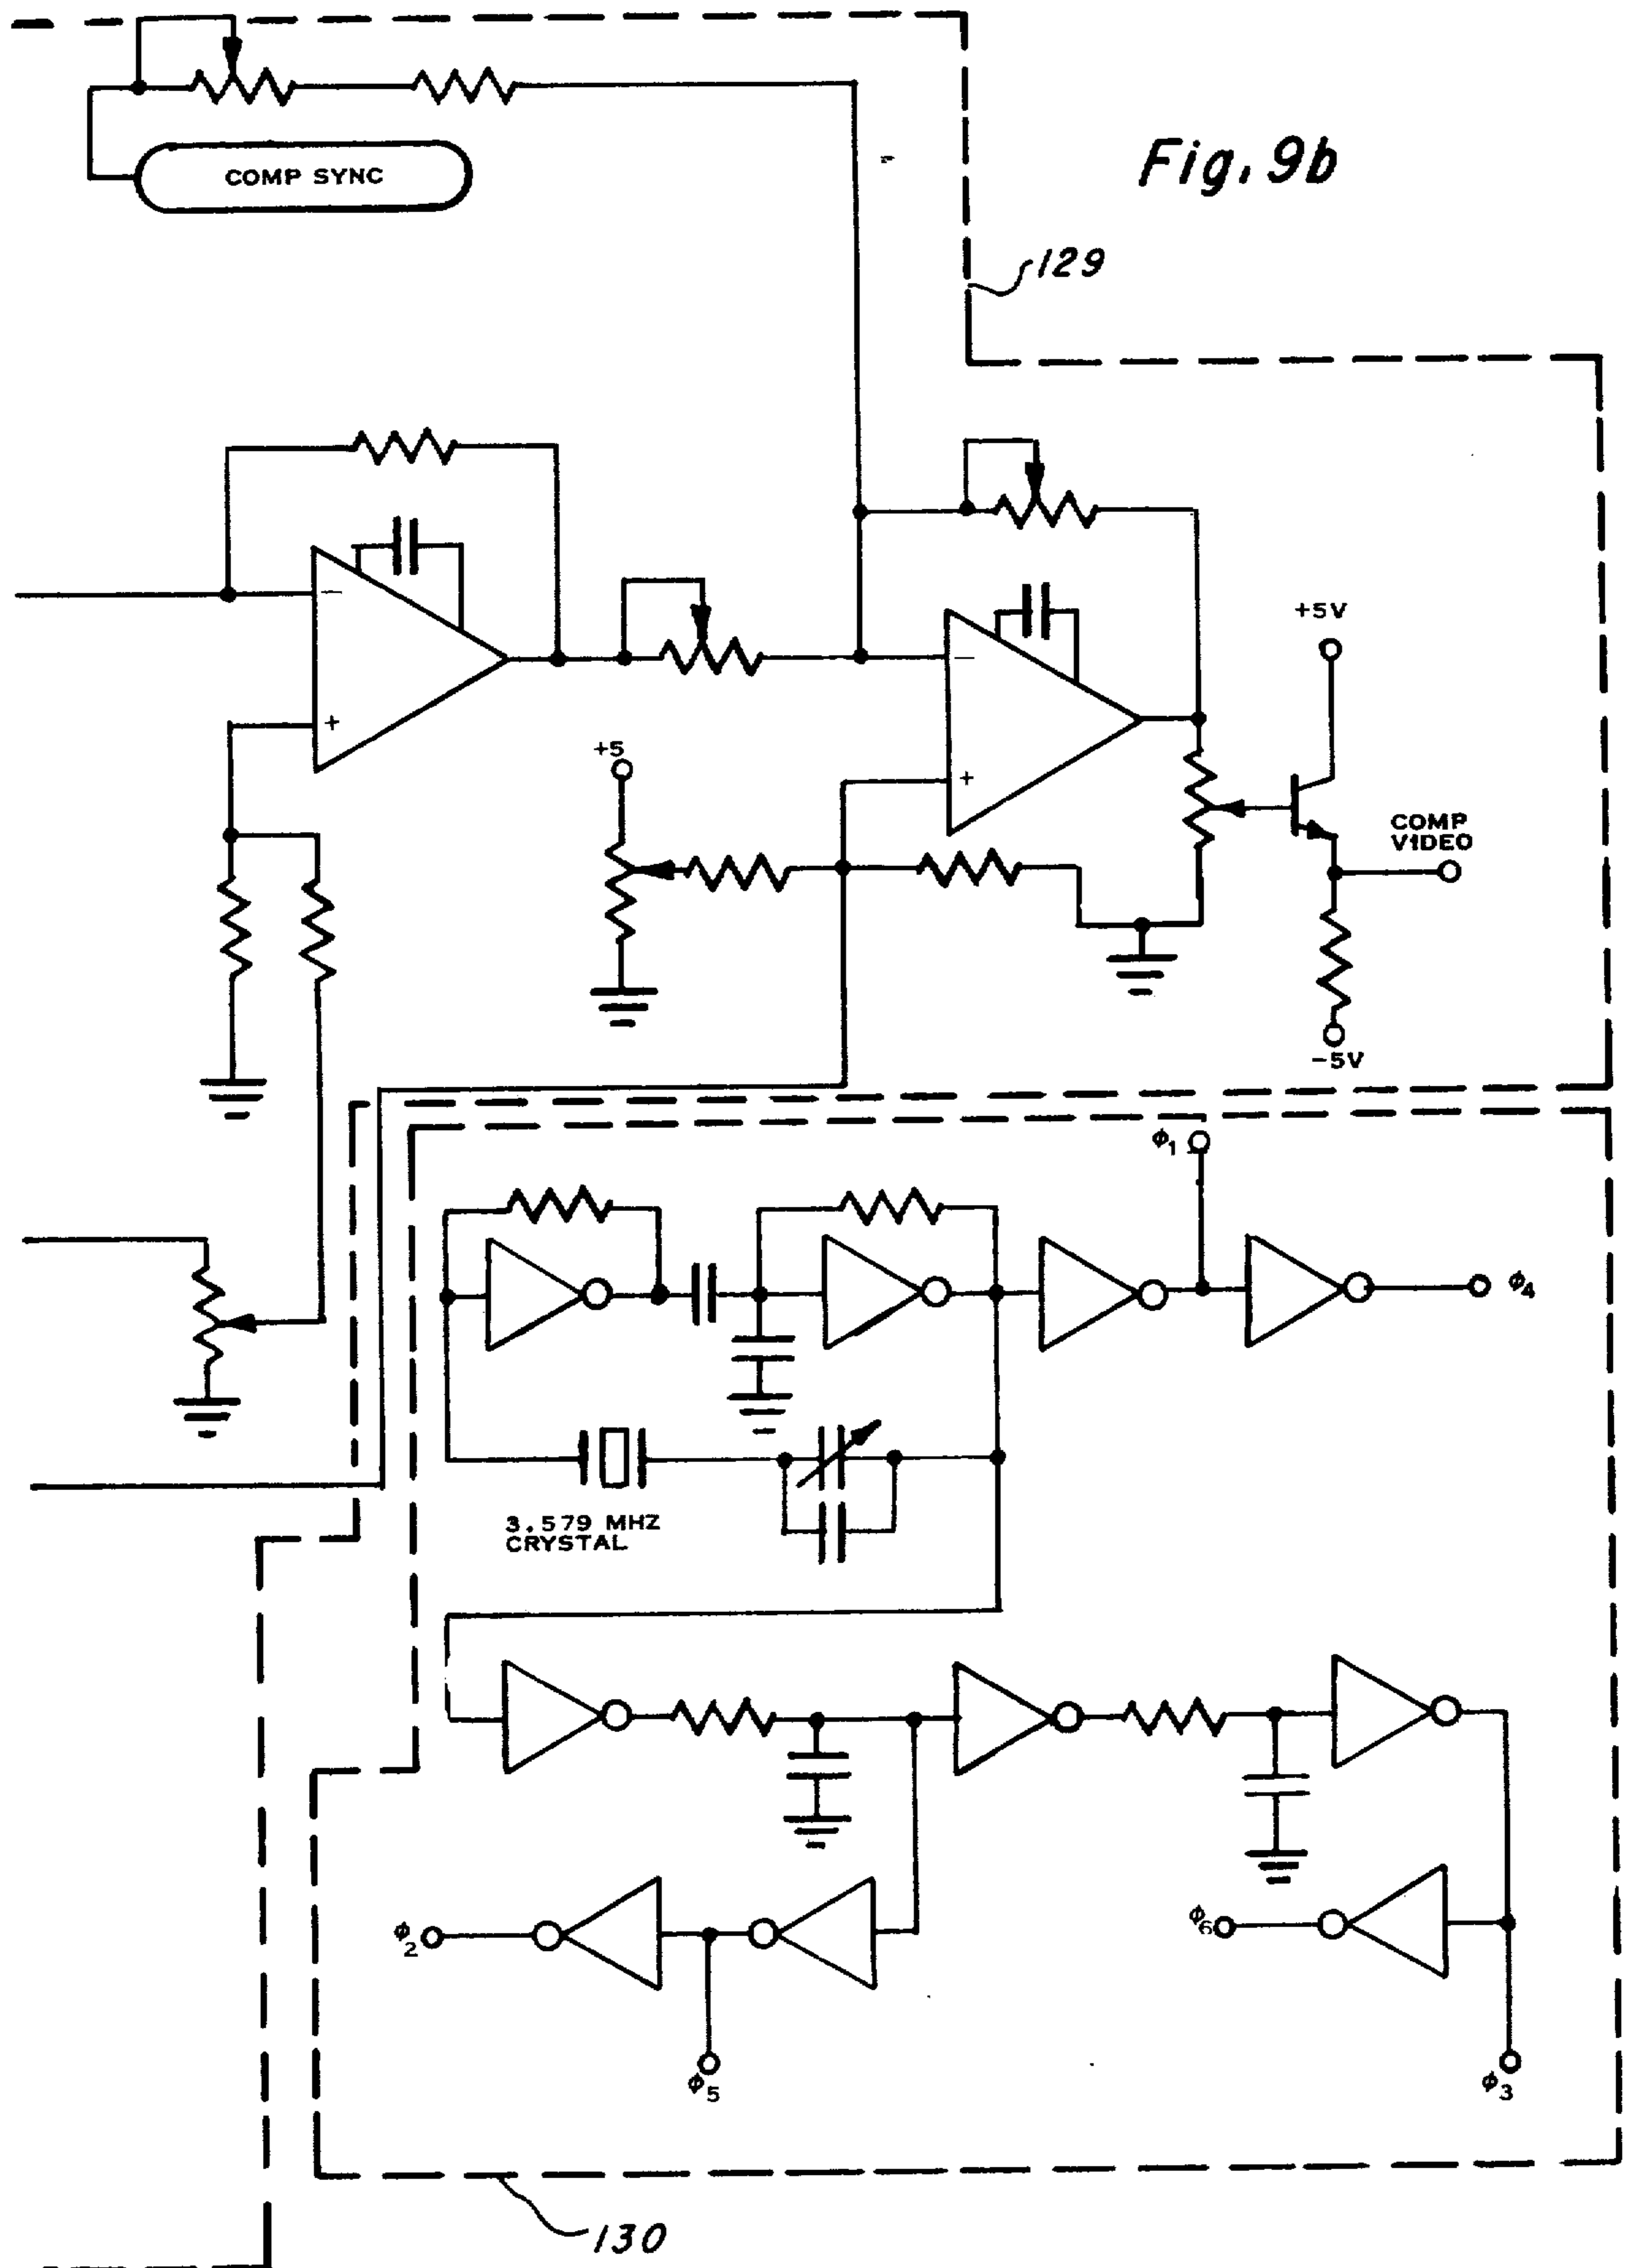 COMP SYNC
Fig. 9b
129
+5V
−
+
−
+
+5
COMP
VIDEO
−5V
ϕ1
ϕ4
3.579 MHZ
CRYSTAL
ϕ2
ϕ6
ϕ5
ϕ3
130